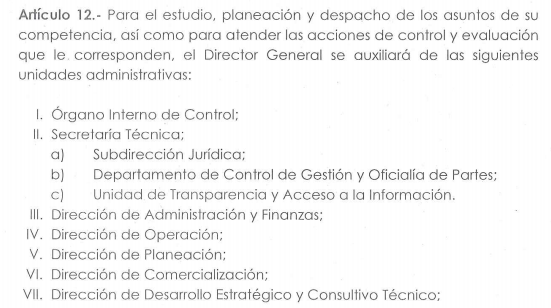 Artículo 12.- Para el estudio, planeación y despacho de los asuntos de su
competencia, así como para atender las acciones de control y evaluación
que le corresponden, el Director General se auxiliará de las siguientes
unidades administrativas:
I. Órgano Interno de Control;
II. Secretaría Técnica;
a) Subdirección Jurídica;
b) Departamento de Control de Gestión y Oficialía de Partes;
c) Unidad de Transparencia y Acceso a la Información.
III. Dirección de Administración y Finanzas;
IV. Dirección de Operación;
V. Dirección de Planeación;
VI. Dirección de Comercialización;
VII. Dirección de Desarrollo Estratégico y Consultivo Técnico;